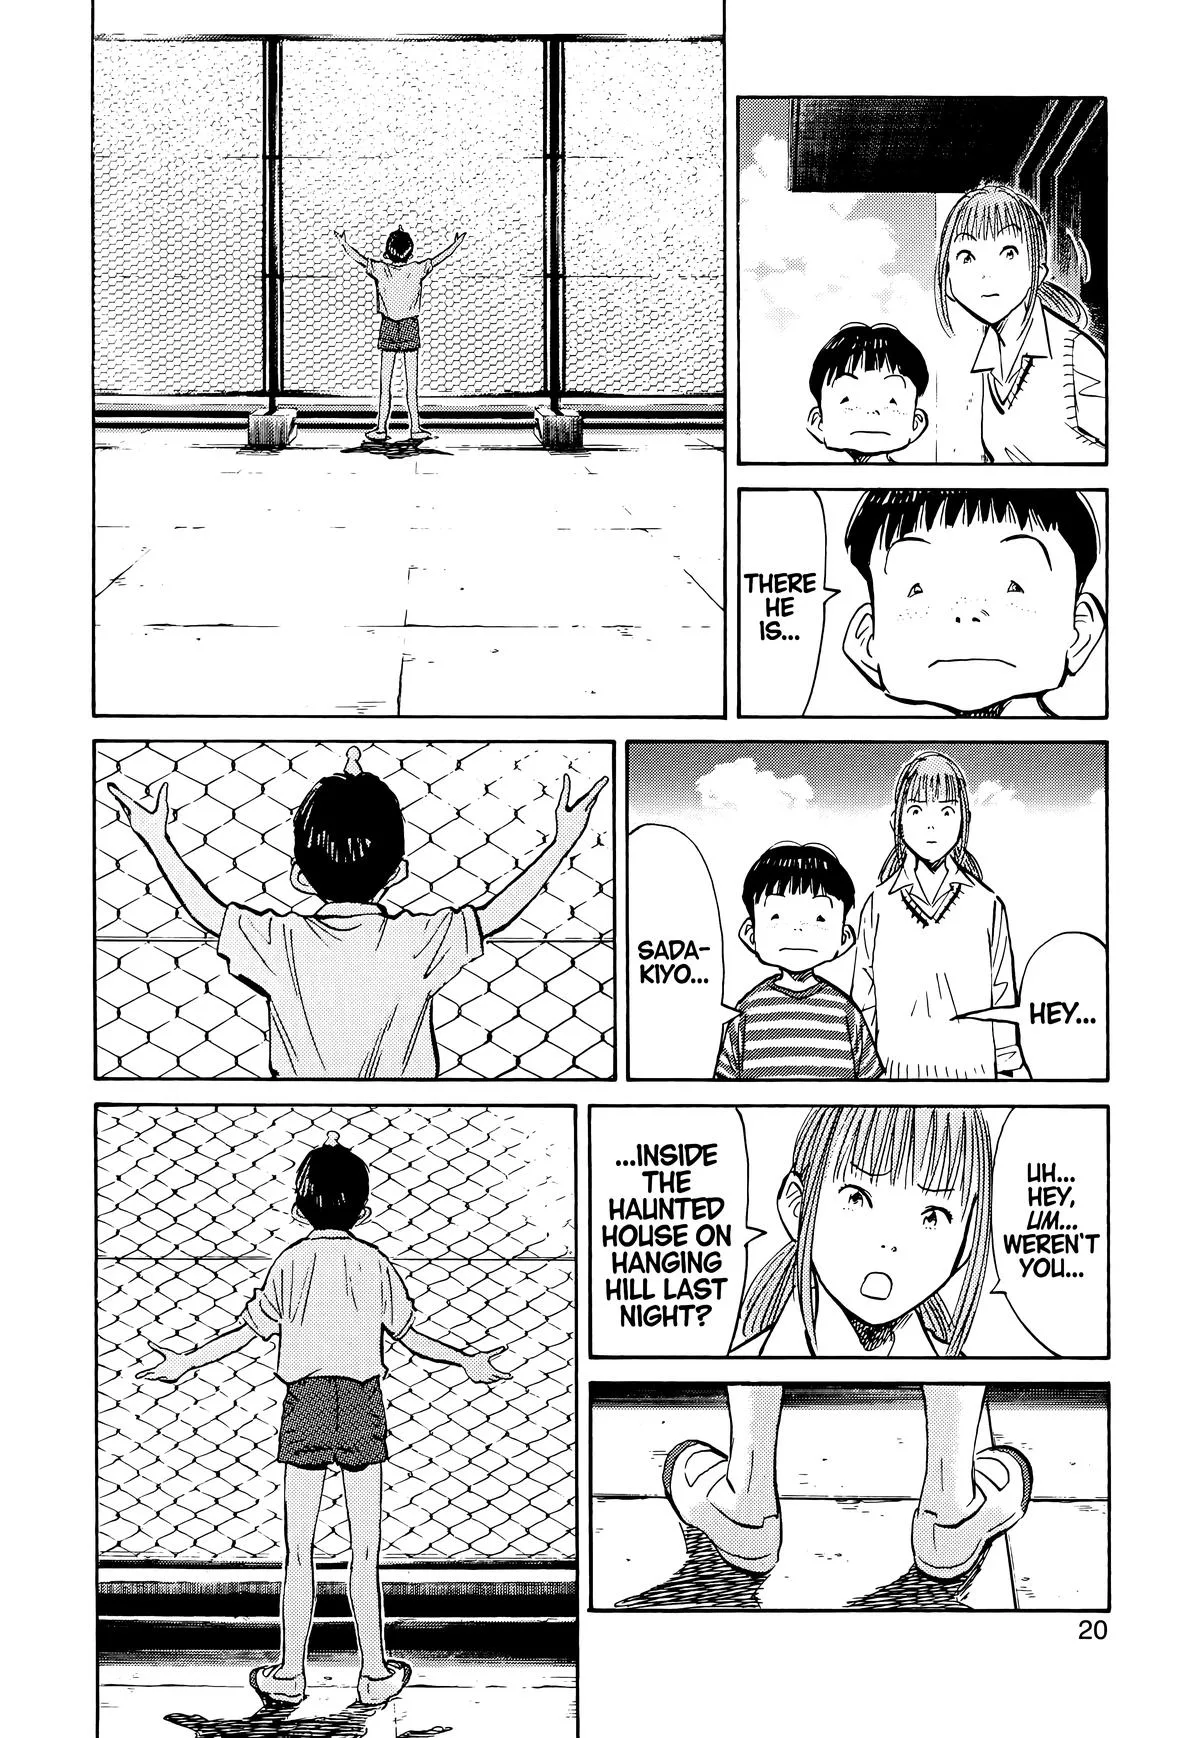 THERE
HE
IS...
HEY...
SADA-
KIYO...
UH...
HEY,
UM...
WEREN'T
YOU...
...INSIDE
THE
HAUNTED
HOUSE ON
HANGING
HILL LAST
NIGHT?
20